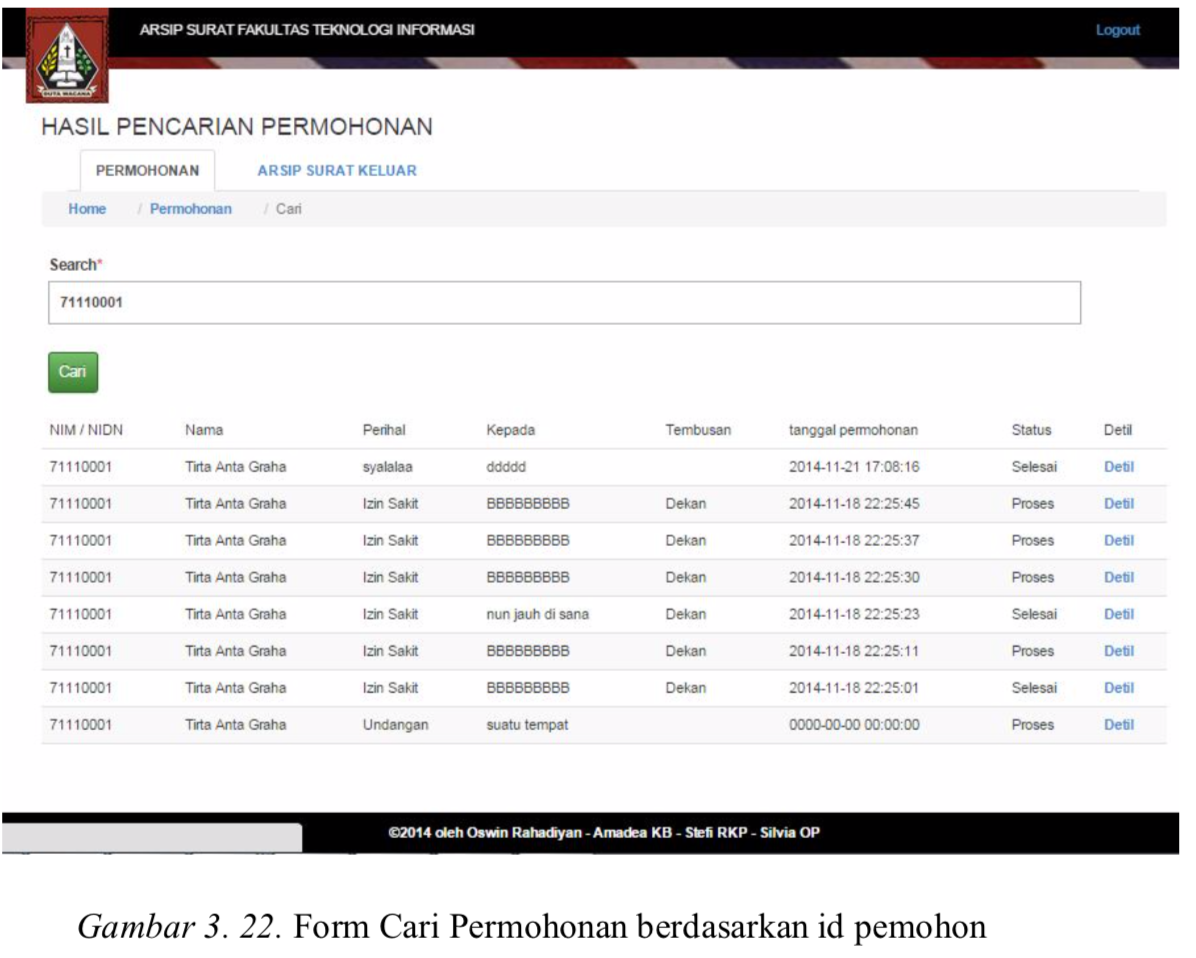 ARSIP SURAT FAKULTAS TEKNOLOGI INFORMASI Logout
DUTA WACANA
HASIL PENCARIAN PERMOHONAN
PERMOHONAN ARSIP SURAT KELUAR
Home / Permohonan / Cari
Search*
71110001
Cari
NIM / NIDN Nama Perihal Kepada Tembusan tanggal permohonan Status Detil
71110001 Tirta Anta Graha syalalaa ddddd 2014-11-21 17:08:16 Selesai Detil
71110001 Tirta Anta Graha Izin Sakit BBBBBBBBB Dekan 2014-11-18 22:25:45 Proses Detil
71110001 Tirta Anta Graha Izin Sakit BBBBBBBBB Dekan 2014-11-18 22:25:37 Proses Detil
71110001 Tirta Anta Graha Izin Sakit BBBBBBBBB Dekan 2014-11-18 22:25:30 Proses Detil
71110001 Tirta Anta Graha Izin Sakit nun jauh di sana Dekan 2014-11-18 22:25:23 Selesai Detil
71110001 Tirta Anta Graha Izin Sakit BBBBBBBBB Dekan 2014-11-18 22:25:11 Proses Detil
71110001 Tirta Anta Graha Izin Sakit BBBBBBBBB Dekan 2014-11-18 22:25:01 Selesai Detil
71110001 Tirta Anta Graha Undangan suatu tempat 0000-00-00 00:00:00 Proses Detil
©2014 oleh Oswin Rahadiyan - Amadea KB - Stefi RKP - Silvia OP
Gambar 3. 22. Form Cari Permohonan berdasarkan id pemohon